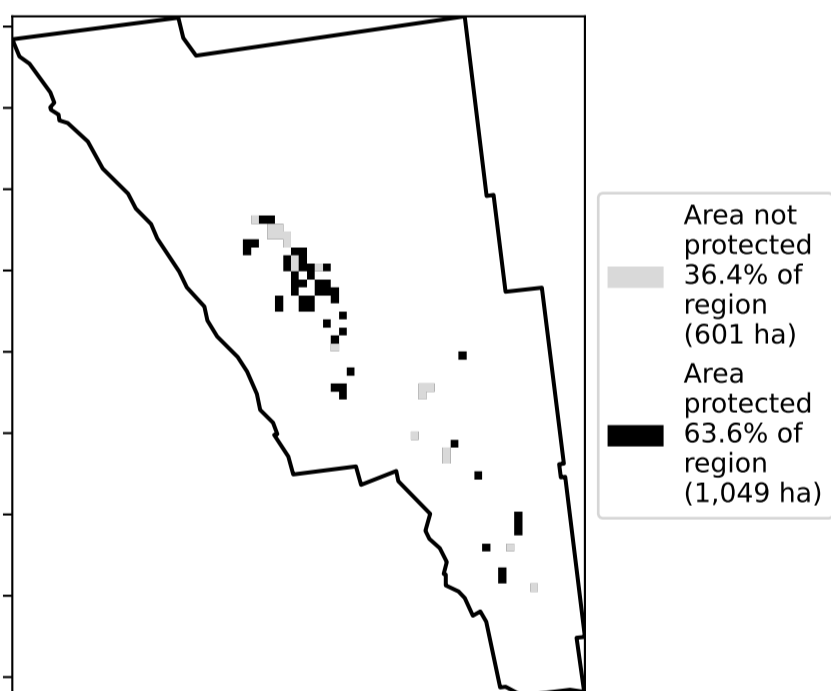 Area not
protected
36.4% of
region
(601 ha)
Area
protected
63.6% of
region
(1,049 ha)